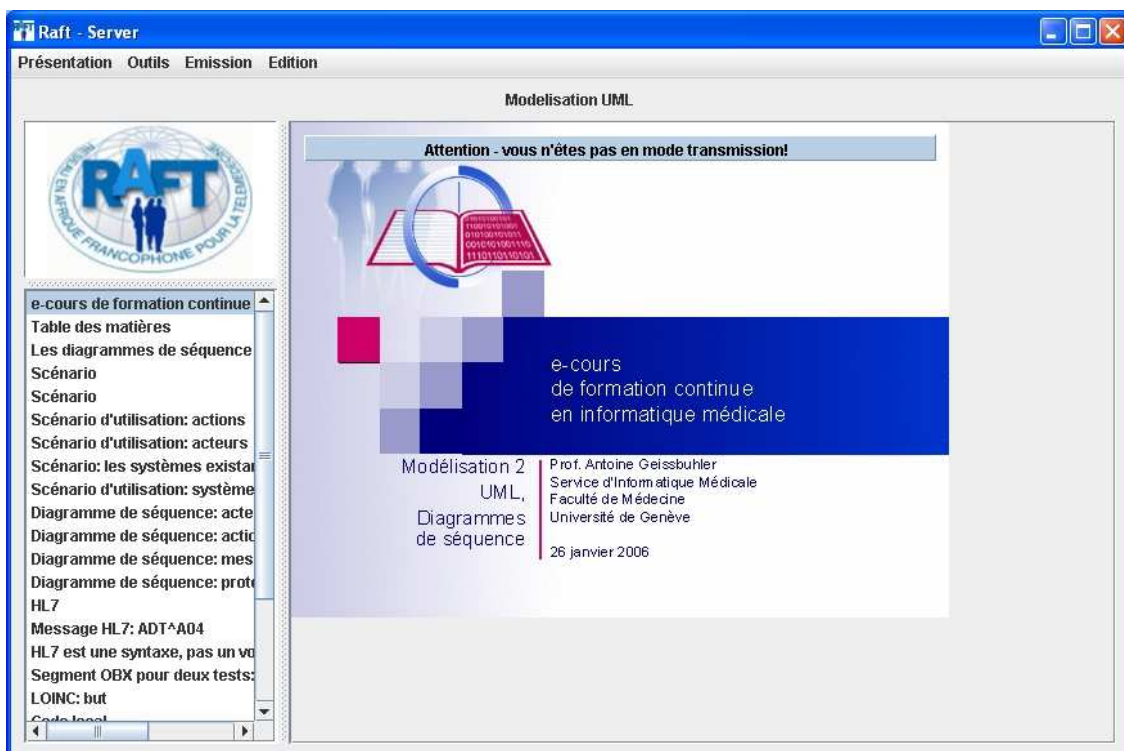 Raft - Server
Présentation Outils Emission Edition
Modelisation UML
RESEAU EN AFRIQUE FRANCOPHONE POUR LA TELEMEDECINE
RAFT
e-cours de formation continue
Table des matières
Les diagrammes de séquence
Scénario
Scénario
Scénario d'utilisation: actions
Scénario d'utilisation: acteurs
Scénario: les systèmes existai
Scénario d'utilisation: système
Diagramme de séquence: acte
Diagramme de séquence: actio
Diagramme de séquence: mes
Diagramme de séquence: proto
HL7
Message HL7: ADT^A04
HL7 est une syntaxe, pas un vo
Segment OBX pour deux tests:
LOINC: but
Code local
Attention - vous n'êtes pas en mode transmission!
e-cours
de formation continue
en informatique médicale
Modélisation 2
UML,
Diagrammes
de séquence
Prof. Antoine Geissbuhler
Service d'Informatique Médicale
Faculté de Médecine
Université de Genève
26 janvier 2006